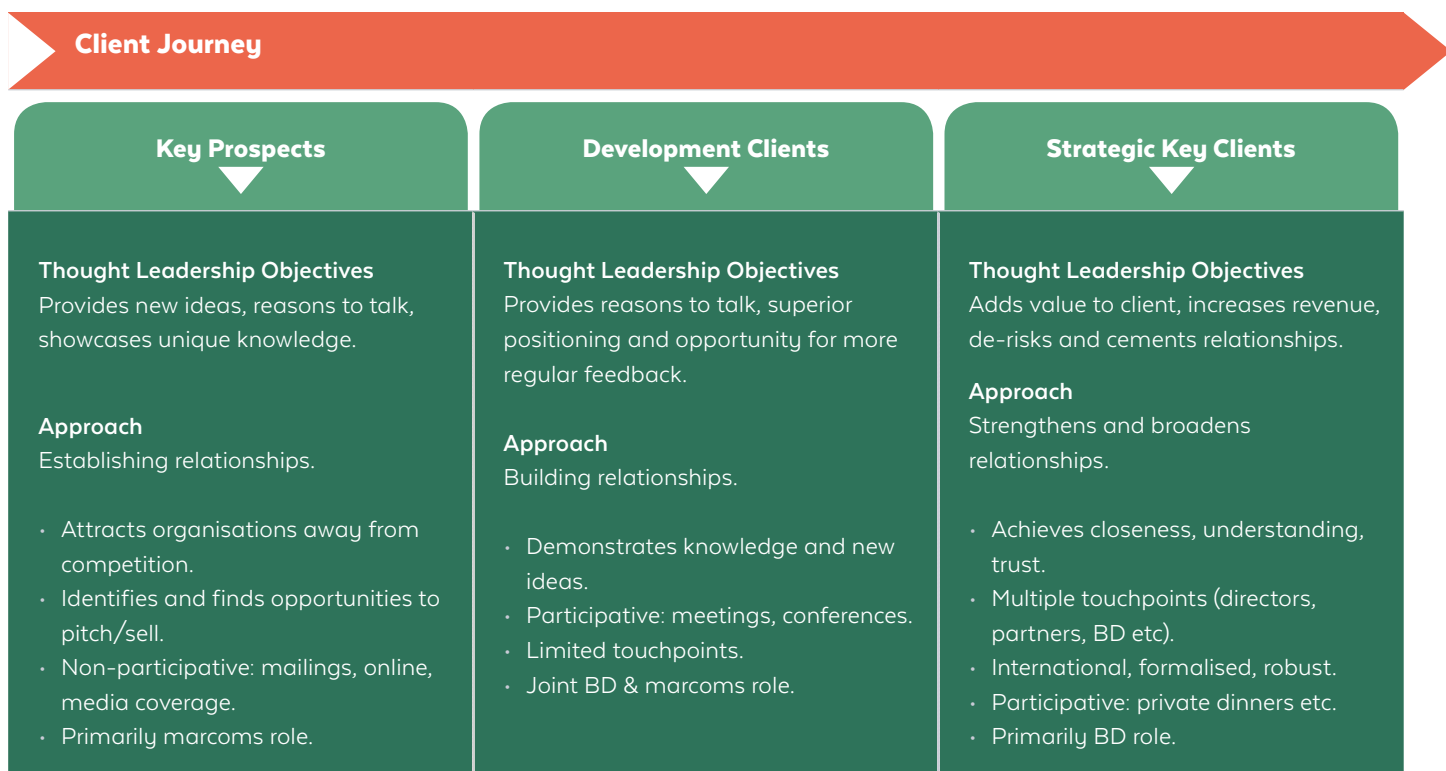 Client Journey
Key Prospects
Thought Leadership Objectives
Provides new ideas, reasons to talk,
showcases unique knowledge.
Approach
Establishing relationships.
• Attracts organisations away from
competition.
• Identifies and finds opportunities to
pitch/sell.
• Non-participative: mailings, online,
media coverage.
• Primarily marcoms role.
Development Clients
Thought Leadership Objectives
Provides reasons to talk, superior
positioning and opportunity for more
regular feedback.
Approach
Building relationships.
• Demonstrates knowledge and new
ideas.
• Participative: meetings, conferences.
• Limited touchpoints.
• Joint BD & marcoms role.
Strategic Key Clients
Thought Leadership Objectives
Adds value to client, increases revenue,
de-risks and cements relationships.
Approach
Strengthens and broadens
relationships.
• Achieves closeness, understanding,
trust.
• Multiple touchpoints (directors,
partners, BD etc).
• International, formalised, robust.
• Participative: private dinners etc.
• Primarily BD role.